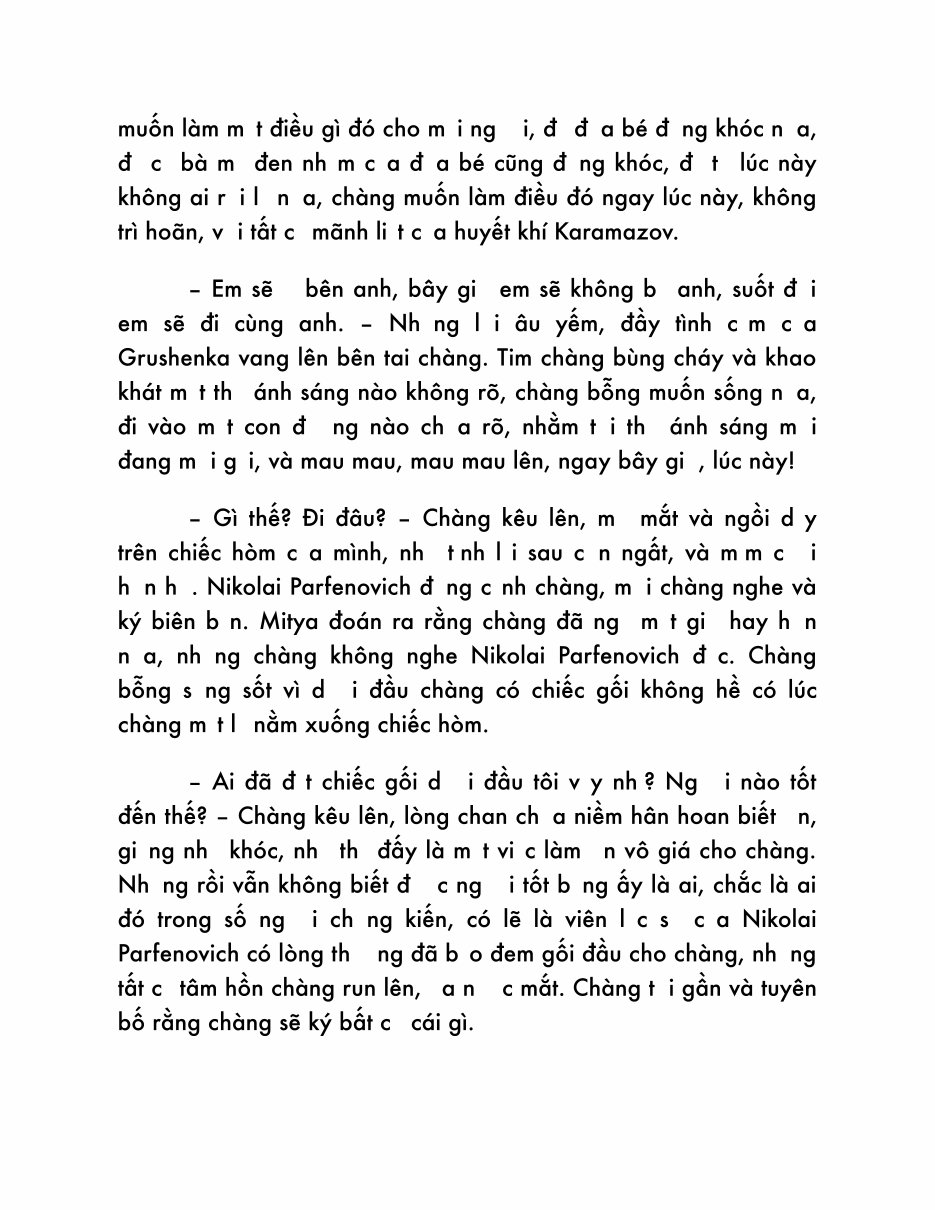 muốn làm m t điều gì đó cho m i ng i, đ đ a bé đ ng khóc n a,
đ c bà m đen nh m c a đ a bé cũng đ ng khóc, đ t lúc này
không ai r i l n a, chàng muốn làm điều đó ngay lúc này, không
trì hoãn, v i tất c mãnh li t c a huyết khí Karamazov.
– Em sẽ bên anh, bây gi em sẽ không b anh, suốt đ i
em sẽ đi cùng anh. – Nh ng l i âu yếm, đầy tình c m c a
Grushenka vang lên bên tai chàng. Tim chàng bùng cháy và khao
khát m t th ánh sáng nào không rõ, chàng bỗng muốn sống n a,
đi vào m t con đ ng nào ch a rõ, nhằm t i th ánh sáng m i
đang m i g i, và mau mau, mau mau lên, ngay bây gi , lúc này!
– Gì thế? Đi đâu? – Chàng kêu lên, m mắt và ngồi d y
trên chiếc hòm c a mình, nh t nh l i sau c n ngất, và m m c i
h n h . Nikolai Parfenovich đ ng c nh chàng, m i chàng nghe và
ký biên b n. Mitya đoán ra rằng chàng đã ng m t gi hay h n
n a, nh ng chàng không nghe Nikolai Parfenovich đ c. Chàng
bỗng s ng sốt vì d i đầu chàng có chiếc gối không hề có lúc
chàng m t l nằm xuống chiếc hòm.
– Ai đã đ t chiếc gối d i đầu tôi v y nh ? Ng i nào tốt
đến thế? – Chàng kêu lên, lòng chan ch a niềm hân hoan biết n,
gi ng nh khóc, nh th đấy là m t vi c làm n vô giá cho chàng.
Nh ng rồi vẫn không biết đ c ng i tốt b ng ấy là ai, chắc là ai
đó trong số ng i ch ng kiến, có lẽ là viên l c s c a Nikolai
Parfenovich có lòng th ng đã b o đem gối đầu cho chàng, nh ng
tất c tâm hồn chàng run lên, a n c mắt. Chàng t i gần và tuyên
bố rằng chàng sẽ ký bất c cái gì.